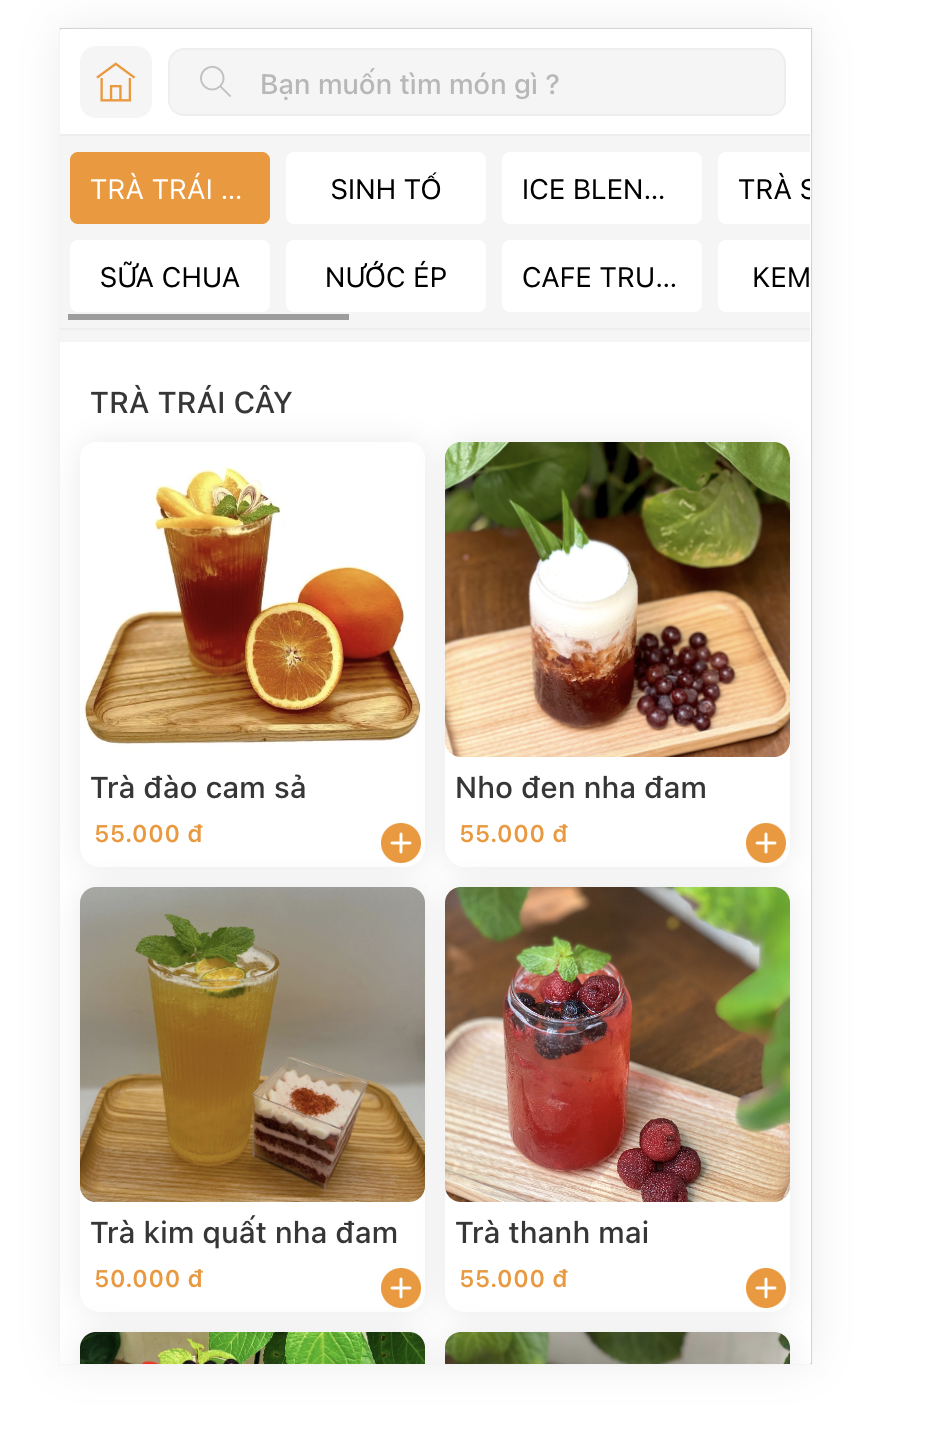 Bạn muốn tìm món gì ?
TRÀ TRÁI ...
SINH TỐ
ICE BLEN...
TRÀ S
SỮA CHUA
NƯỚC ÉP
CAFE TRU...
KEM
TRÀ TRÁI CÂY
Trà đào cam sả
Nho đen nha đam
55.000 đ
55.000 đ
Trà kim quất nha đam
Trà thanh mai
50.000 đ
55.000 đ